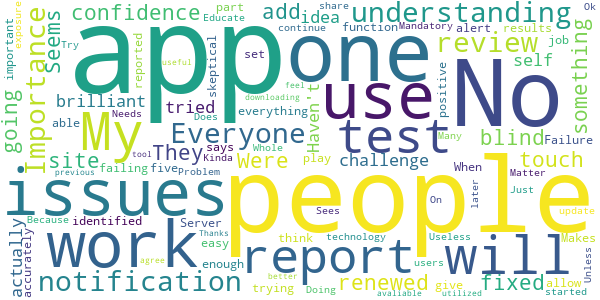 confidence
part
Educate
share
add
idea
understanding
Seems
exposure
Try
set
skeptical
continue
function
Mandatory
alert
results
Ok
important
app
one
No
review
job
self
something
going
Importance
brilliant
reported
useful
able
tried
Does
everything
Haven't
use
positive
Many
My
Everyone
test
blind
Failure
site
They
says
Were
play
challenge
touch
failing
five
Kinda
Whole
When
later
Matter
Because
tool
Problem
previous
issues
people
On
Just
update
actually
accurately
work
identified
Server
easy
enough
Thanks
agree
Sees
Useless
Makes
report
think
technology
will
users
fixed
Needs
trying
feel
downloading
notification
Doing
better
avaliable
renewed
give
utilized
allow
started
Unless